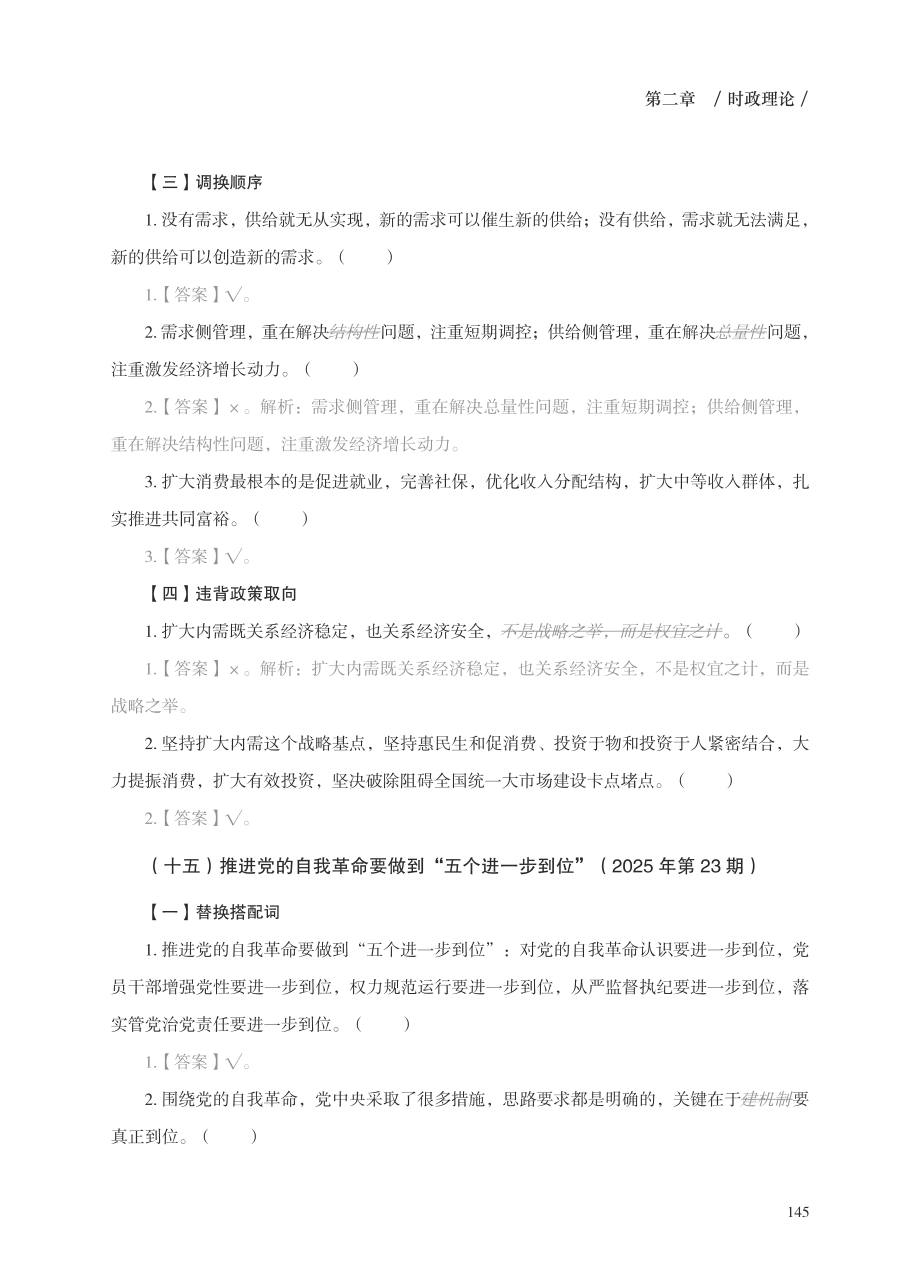 第二章 / 时政理论 /
【三】调换顺序
1. 没有需求，供给就无从实现，新的需求可以催生新的供给；没有供给，需求就无法满足，
新的供给可以创造新的需求。（  ）
1.【答案】√。
2. 需求侧管理，重在解决结构性问题，注重短期调控；供给侧管理，重在解决总量性问题，
注重激发经济增长动力。（  ）
2.【答案】×。解析：需求侧管理，重在解决总量性问题，注重短期调控；供给侧管理，
重在解决结构性问题，注重激发经济增长动力。
3. 扩大消费最根本的是促进就业，完善社保，优化收入分配结构，扩大中等收入群体，扎
实推进共同富裕。（  ）
3.【答案】√。
【四】违背政策取向
1. 扩大内需既关系经济稳定，也关系经济安全，不是战略之举，而是权宜之计。（  ）
1.【答案】×。解析：扩大内需既关系经济稳定，也关系经济安全，不是权宜之计，而是
战略之举。
2. 坚持扩大内需这个战略基点，坚持惠民生和促消费、投资于物和投资于人紧密结合，大
力提振消费，扩大有效投资，坚决破除阻碍全国统一大市场建设卡点堵点。（  ）
2.【答案】√。
（十五）推进党的自我革命要做到“五个进一步到位”（2025 年第 23 期）
【一】替换搭配词
1. 推进党的自我革命要做到“五个进一步到位”：对党的自我革命认识要进一步到位，党
员干部增强党性要进一步到位，权力规范运行要进一步到位，从严监督执纪要进一步到位，落
实管党治党责任要进一步到位。（  ）
1.【答案】√。
2. 围绕党的自我革命，党中央采取了很多措施，思路要求都是明确的，关键在于建机制要
真正到位。（  ）
145